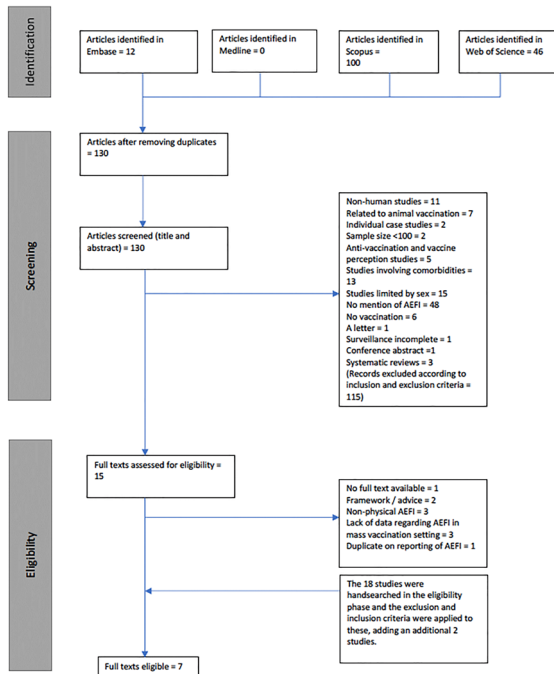 Identification
Articles identified in
Embase = 12
Articles identified in
Medline = 0
Articles identified in
Scopus =
100
Articles identified in
Web of Science = 46
Screening
Articles after removing duplicates
= 130
Articles screened (title and
abstract) = 130
Non-human studies = 11
Related to animal vaccination = 7
Individual case studies = 2
Sample size <100 = 2
Anti-vaccination and vaccine
perception studies = 5
Studies involving comorbidities =
13
Studies limited by sex = 15
No mention of AEFI = 48
No vaccination = 6
A letter = 1
Surveillance incomplete = 1
Conference abstract =1
Systematic reviews = 3
(Records excluded according to
inclusion and exclusion criteria =
115)
Eligibility
Full texts assessed for eligibility =
15
No full text available = 1
Framework / advice = 2
Non-physical AEFI = 3
Lack of data regarding AEFI in
mass vaccination setting = 3
Duplicate on reporting of AEFI = 1
The 18 studies were
handsearched in the eligibility
phase and the exclusion and
inclusion criteria were applied to
these, adding an additional 2
studies.
Full texts eligible = 7